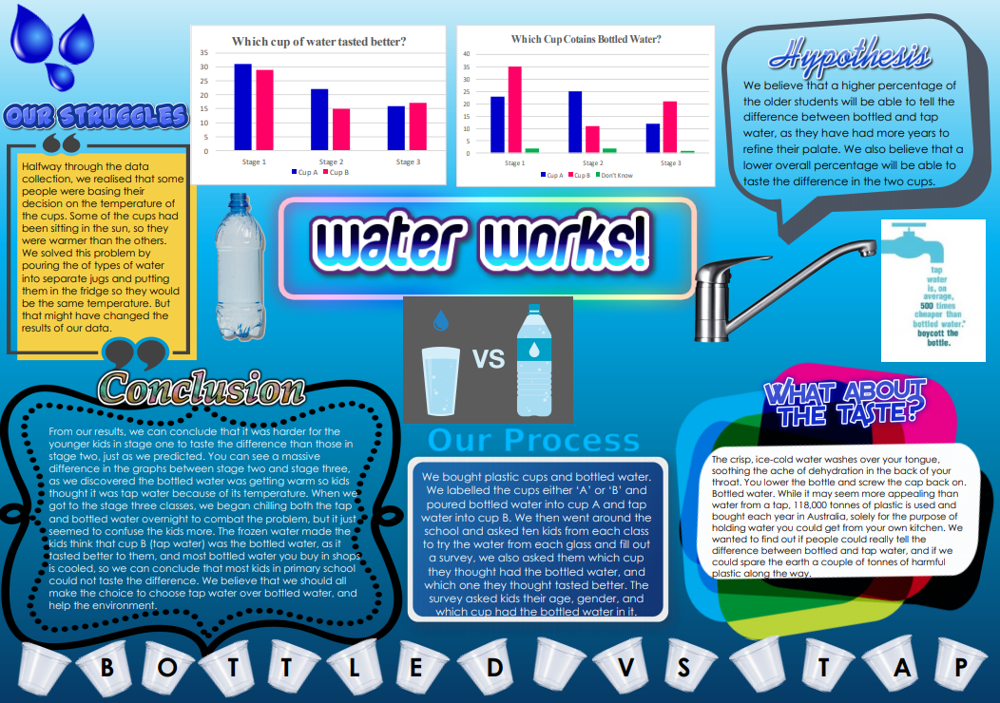 Which cup of water tasted better?
35
30
25
20
15
10
5
0
Stage 1
Stage 2
Stage 3
Cup A
Cup B
Which Cup Cotains Bottled Water?
40
35
30
25
20
15
10
5
0
Stage 1
Stage 2
Stage 3
Cup A
Cup B
Don't Know
Hypothesis
We believe that a higher percentage of
the older students will be able to tell the
difference between bottled and tap
water, as they have had more years to
refine their palate. We also believe that a
lower overall percentage will be able to
taste the difference in the two cups.
OUR STRUGGLES
Halfway through the data
collection, we realised that some
people were basing their
decision on the temperature of
the cups. Some of the cups had
been sitting in the sun, so they
were warmer than the others.
We solved this problem by
pouring the of types of water
into separate jugs and putting
them in the fridge so they would
be the same temperature. But
that might have changed the
results of our data.
water works!
tap
water
is, on
average,
500 times
cheaper than
bottled water."
boycott the
bottle.
VS
Conclusion
From our results, we can conclude that it was harder for the
younger kids in stage one to taste the difference than those in
stage two, just as we predicted. You can see a massive
difference in the graphs between stage two and stage three,
as we discovered the bottled water was getting warm so kids
thought it was tap water because of its temperature. When we
got to the stage three classes, we began chilling both the tap
and bottled water overnight to combat the problem, but it just
seemed to confuse the kids more. The frozen water made the
kids think that cup B (tap water) was the bottled water, as it
tasted better to them, and most bottled water you buy in shops
is cooled, so we can conclude that most kids in primary school
could not taste the difference. We believe that we should all
make the choice to choose tap water over bottled water, and
help the environment.
Our Process
We bought plastic cups and bottled water.
We labelled the cups either ‘A’ or ‘B’ and
poured bottled water into cup A and tap
water into cup B. We then went around the
school and asked ten kids from each class
to try the water from each glass and fill out
a survey, we also asked them which cup
they thought had the bottled water, and
which one they thought tasted better. The
survey asked kids their age, gender, and
which cup had the bottled water in it.
WHAT ABOUT
THE TASTE?
The crisp, ice-cold water washes over your tongue,
soothing the ache of dehydration in the back of your
throat. You lower the bottle and screw the cap back on.
Bottled water. While it may seem more appealing than
water from a tap, 118,000 tonnes of plastic is used and
bought each year in Australia, solely for the purpose of
holding water you could get from your own kitchen. We
wanted to find out if people could really tell the
difference between bottled and tap water, and if we
could spare the earth a couple of tonnes of harmful
plastic along the way.
BOTTLED VS TAP